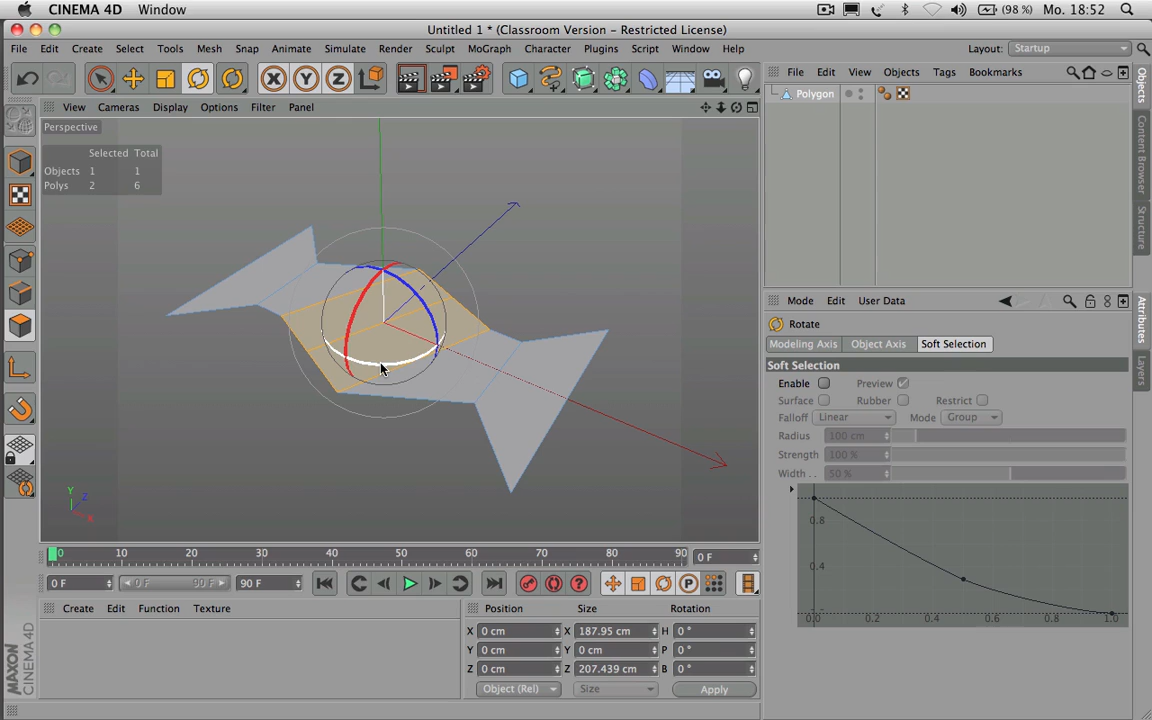 CINEMA 4D Window (98 %) Mo. 18:52
Untitled 1 * (Classroom Version - Restricted License)
File Edit Create Select Tools Mesh Snap Animate Simulate Render Sculpt MoGraph Character Plugins Script Window Help Layout: Startup
X Y Z
File Edit View Objects Tags Bookmarks
View Cameras Display Options Filter Panel
Polygon
Perspective
Selected Total
Objects 1 1
Polys 2 6
Objects
Content Browser
Structure
Mode Edit User Data
Rotate
Modeling Axis Object Axis Soft Selection
Soft Selection
Enable Preview
Surface Rubber Restrict
Falloff Linear Mode Group
Radius 100 cm
Strength 100 %
Width . . 50 %
0.8
0.4
0.0 0.2 0.4 0.6 0.8 1.0
Attributes
Layers
Y
Z
X
0 10 20 30 40 50 60 70 80 90 0 F
0 F 0 F 90 F 90 F
P
Create Edit Function Texture
Position Size Rotation
X 0 cm X 187.95 cm H 0 °
Y 0 cm Y 0 cm P 0 °
Z 0 cm Z 207.439 cm B 0 °
Object (Rel) Size Apply
MAXON
CINEMA 4D